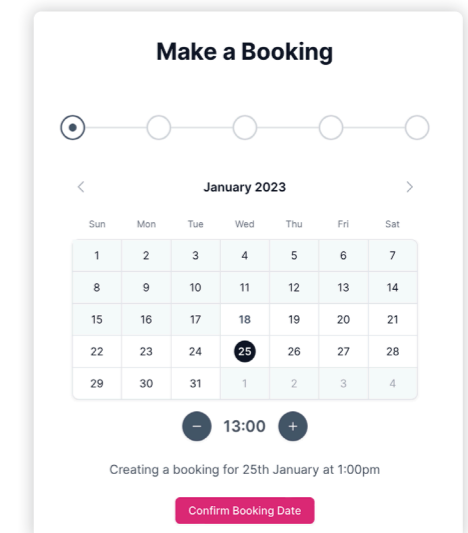 Make a Booking
January 2023
Sun Mon Tue Wed Thu Fri Sat
1 2 3 4 5 6 7
8 9 10 11 12 13 14
15 16 17 18 19 20 21
22 23 24 25 26 27 28
29 30 31 1 2 3 4
− 13:00 +
Creating a booking for 25th January at 1:00pm
Confirm Booking Date